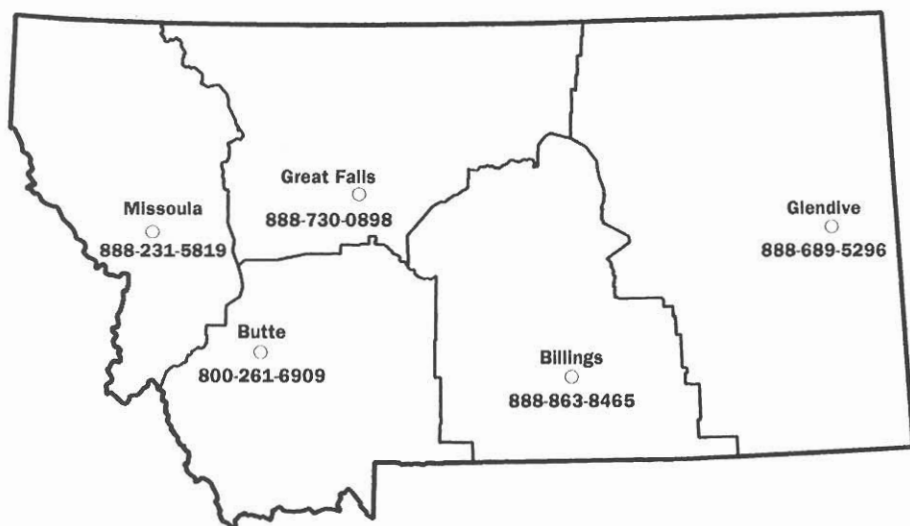 Great Falls
888-730-0898
Missoula
888-231-5819
Glendive
888-689-5296
Butte
800-261-6909
Billings
888-863-8465